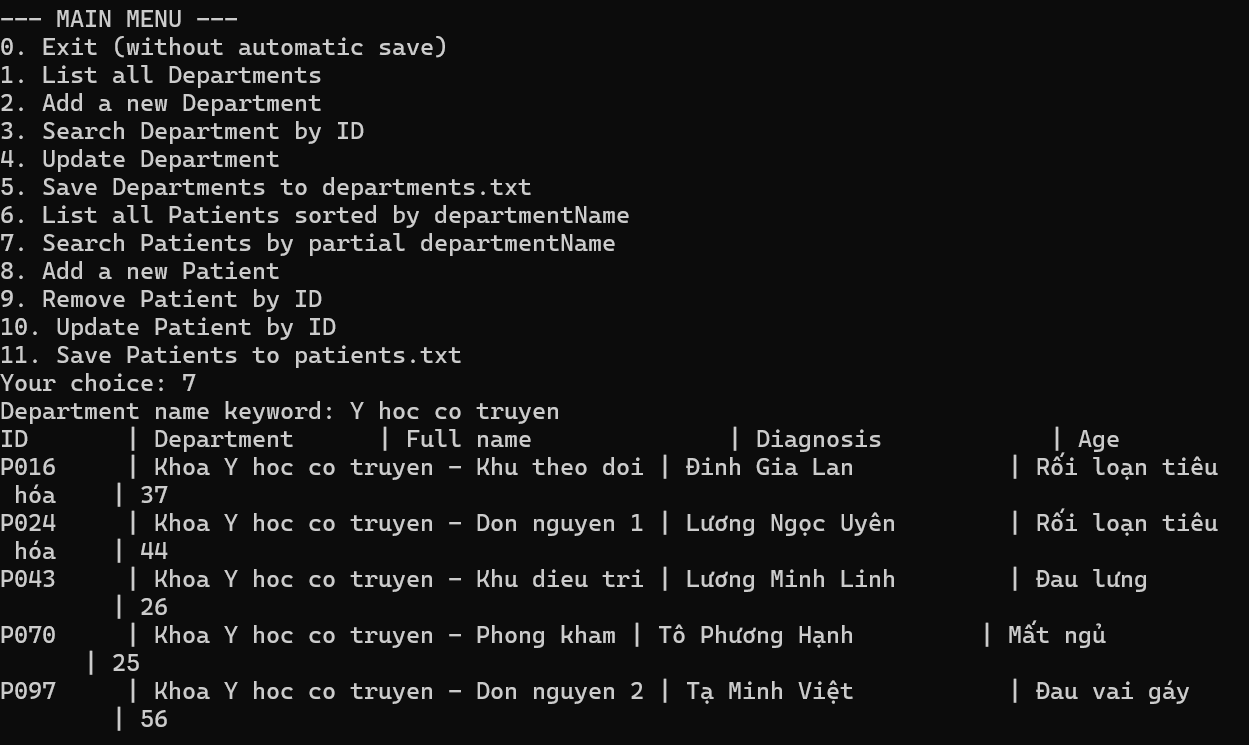 --- MAIN MENU ---
0. Exit (without automatic save)
1. List all Departments
2. Add a new Department
3. Search Department by ID
4. Update Department
5. Save Departments to departments.txt
6. List all Patients sorted by departmentName
7. Search Patients by partial departmentName
8. Add a new Patient
9. Remove Patient by ID
10. Update Patient by ID
11. Save Patients to patients.txt
Your choice: 7
Department name keyword: Y hoc co truyen
ID       | Department      | Full name              | Diagnosis            | Age
P016     | Khoa Y hoc co truyen - Khu theo doi | Đinh Gia Lan           | Rối loạn tiêu
 hóa    | 37
P024     | Khoa Y hoc co truyen - Don nguyen 1 | Lương Ngọc Uyên        | Rối loạn tiêu
 hóa    | 44
P043     | Khoa Y hoc co truyen - Khu dieu tri | Lương Minh Linh        | Đau lưng
        | 26
P070     | Khoa Y hoc co truyen - Phong kham | Tô Phương Hạnh         | Mất ngủ
      | 25
P097     | Khoa Y hoc co truyen - Don nguyen 2 | Tạ Minh Việt           | Đau vai gáy
        | 56